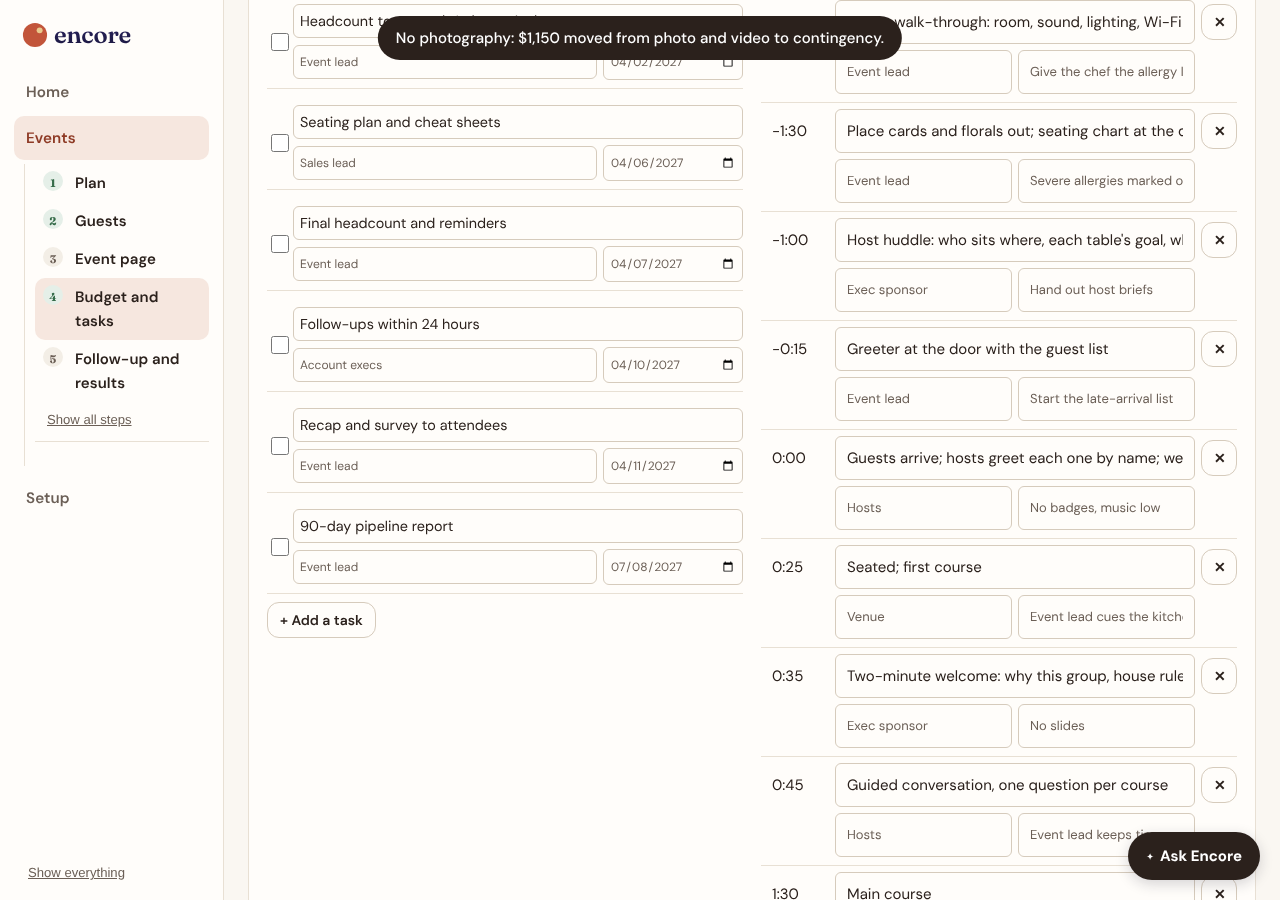 encore
Home
Events
1 Plan
2 Guests
3 Event page
4 Budget and
tasks
5 Follow-up and
results
Show all steps
Setup
Show everything
No photography: $1,150 moved from photo and video to contingency.
Headcount
Event lead
04/02/2027
Seating plan and cheat sheets
Sales lead
04/06/2027
Final headcount and reminders
Event lead
04/07/2027
Follow-ups within 24 hours
Account execs
04/10/2027
Recap and survey to attendees
Event lead
04/11/2027
90-day pipeline report
Event lead
07/08/2027
+ Add a task
walk-through: room, sound, lighting, Wi-Fi
Event lead
Give the chef the allergy
-1:30
Place cards and florals out; seating chart at the
Event lead
Severe allergies marked
-1:00
Host huddle: who sits where, each table's goal,
Exec sponsor
Hand out host briefs
-0:15
Greeter at the door with the guest list
Event lead
Start the late-arrival list
0:00
Guests arrive; hosts greet each one by name; we
Hosts
No badges, music low
0:25
Seated; first course
Venue
Event lead cues the
0:35
Two-minute welcome: why this group, house
Exec sponsor
No slides
0:45
Guided conversation, one question per course
Hosts
Event lead keeps
1:30
Main course
Ask Encore